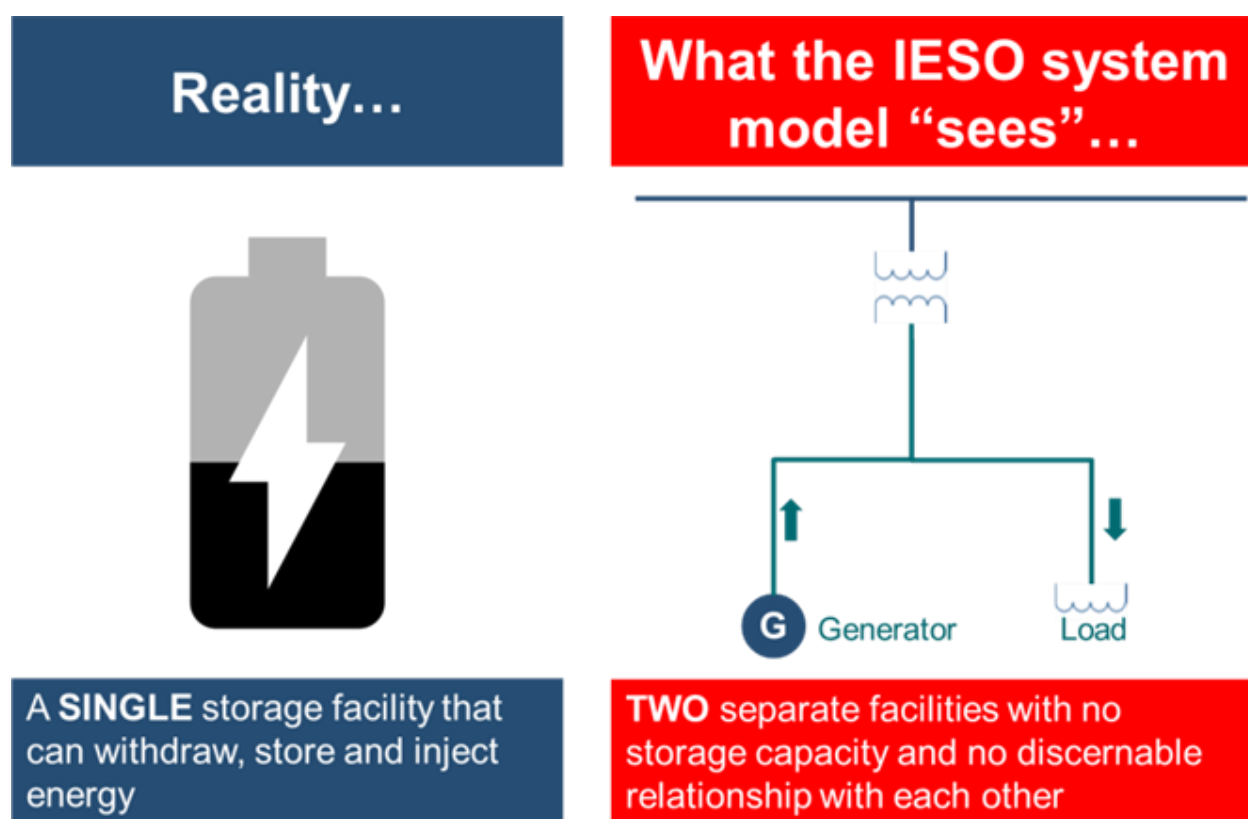 Reality…
What the IESO system
model “sees”…
G
Generator
Load
A SINGLE storage facility that
can withdraw, store and inject
energy
TWO separate facilities with no
storage capacity and no discernable
relationship with each other